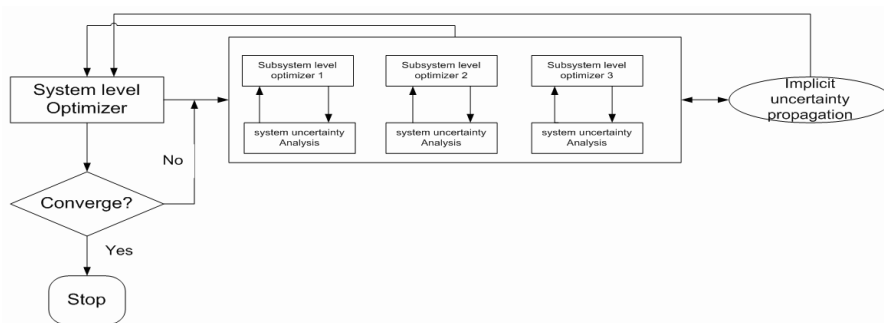 System level
Optimizer
Subsystem level
optimizer 1
Subsystem level
optimizer 2
Subsystem level
optimizer 3
system uncertainty
Analysis
system uncertainty
Analysis
system uncertainty
Analysis
Implicit
uncertainty
propagation
No
Converge?
Yes
Stop